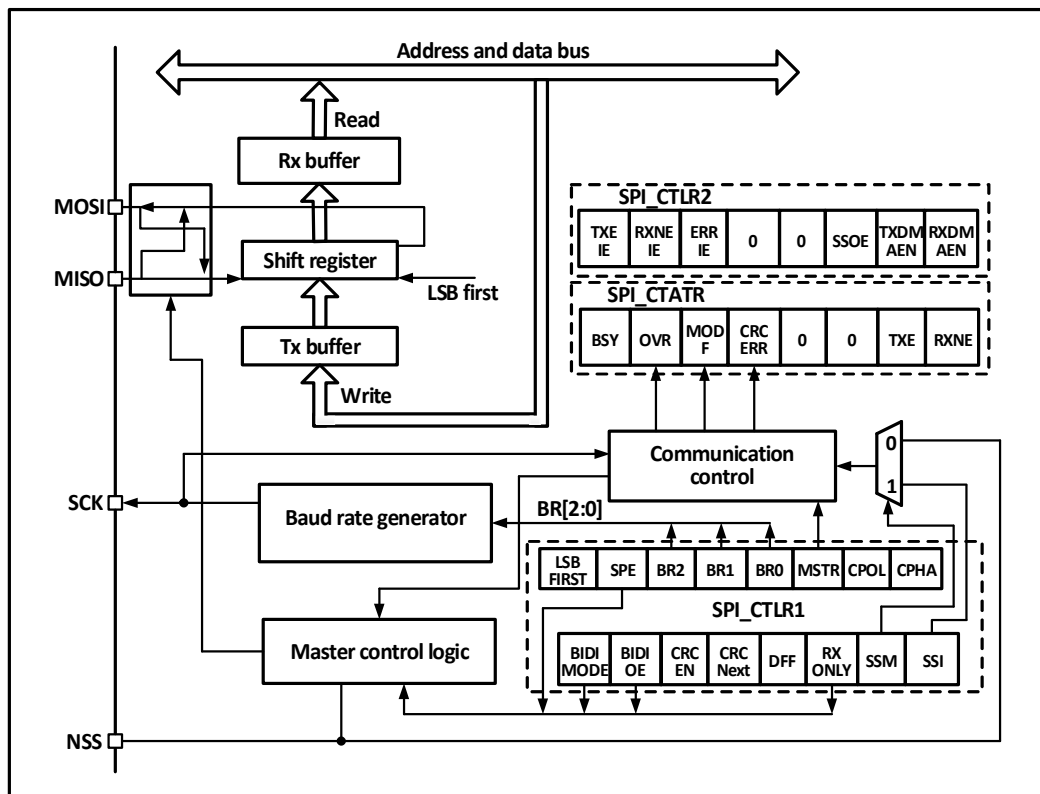 Address and data bus
Read
Rx buffer
MOSI
SPI_CTLR2
TXE
IE
RXNE
IE
ERR
IE
0
0
SSOE
TXDM
AEN
RXDM
AEN
MISO
Shift register
LSB first
SPI_CTATR
BSY
OVR
MOD
F
CRC
ERR
0
0
TXE
RXNE
Tx buffer
Write
Communication
control
0
1
SCK
Baud rate generator
BR[2:0]
LSB
FIRST
SPE
BR2
BR1
BR0
MSTR
CPOL
CPHA
SPI_CTLR1
Master control logic
BIDI
MODE
BIDI
OE
CRC
EN
CRC
Next
DFF
RX
ONLY
SSM
SSI
NSS